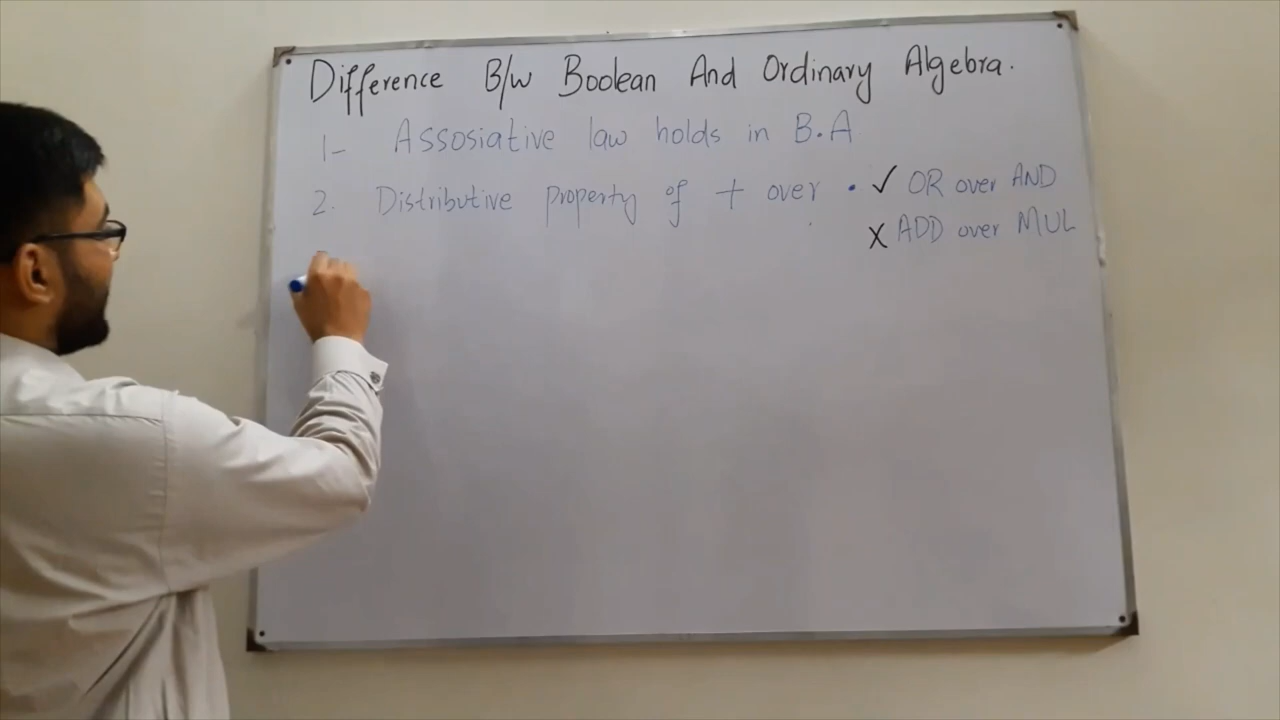 Difference B/w Boolean And Ordinary Algebra.
1- Assosiative law holds in B.A
2. Distributive property of + over • ✓ OR over AND
X ADD over MUL